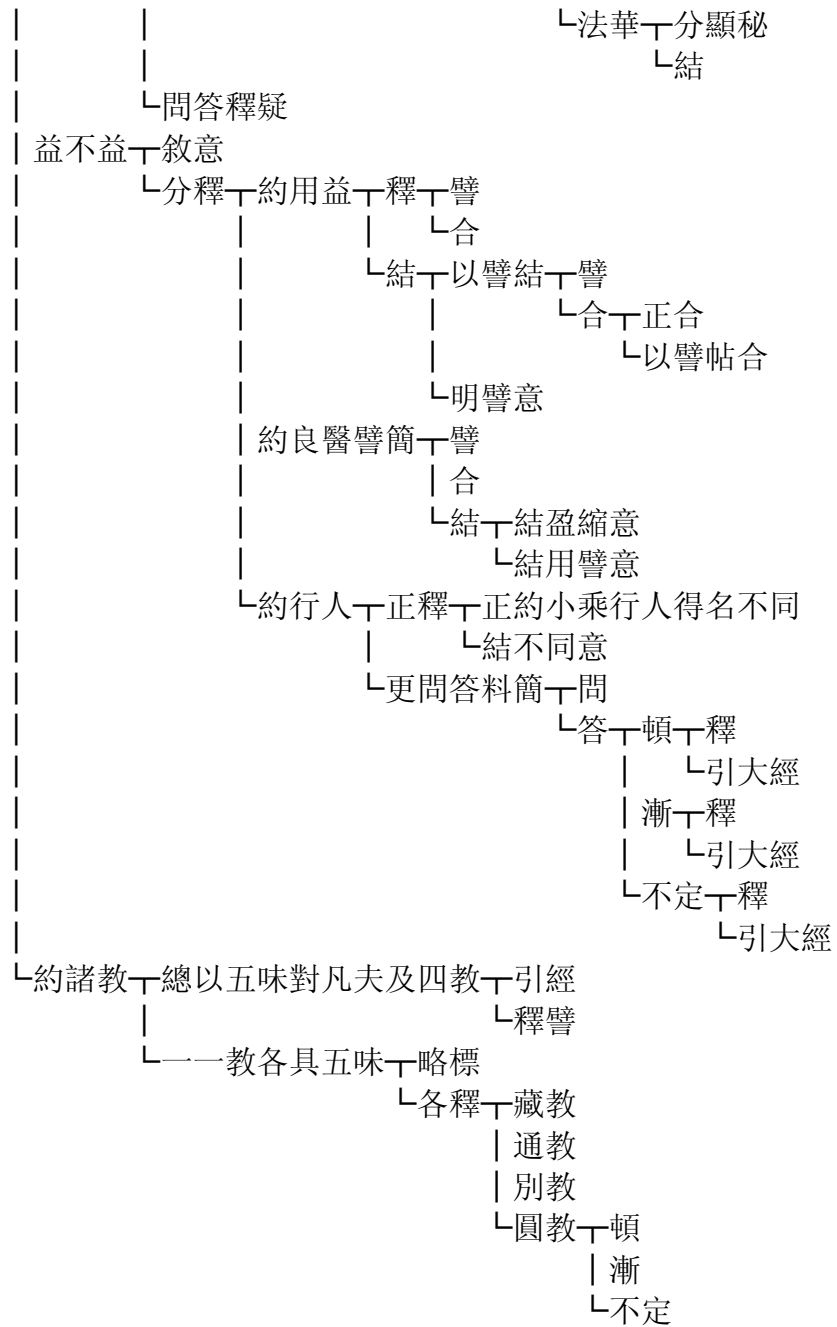 │ │ └法華┬分顯秘
│ │ └結
│ └問答釋疑
│益不益┬敘意
│ └分釋┬約用益┬釋┬譬
│ │ │ └合
│ │ └結┬以譬結┬譬
│ │ │ └合┬正合
│ │ │ └以譬帖合
│ │ └明譬意
│ │約良醫譬簡┬譬
│ │ │合
│ │ └結┬結盈縮意
│ │ └結用譬意
│ └約行人┬正釋┬正約小乘行人得名不同
│ │ └結不同意
│ └更問答料簡┬問
│ └答┬頓┬釋
│ │ └引大經
│ │漸┬釋
│ │ └引大經
│ └不定┬釋
│ └引大經
└約諸教┬總以五味對凡夫及四教┬引經
│ └釋譬
└一一教各具五味┬略標
└各釋┬藏教
│通教
│別教
└圓教┬頓
│漸
└不定